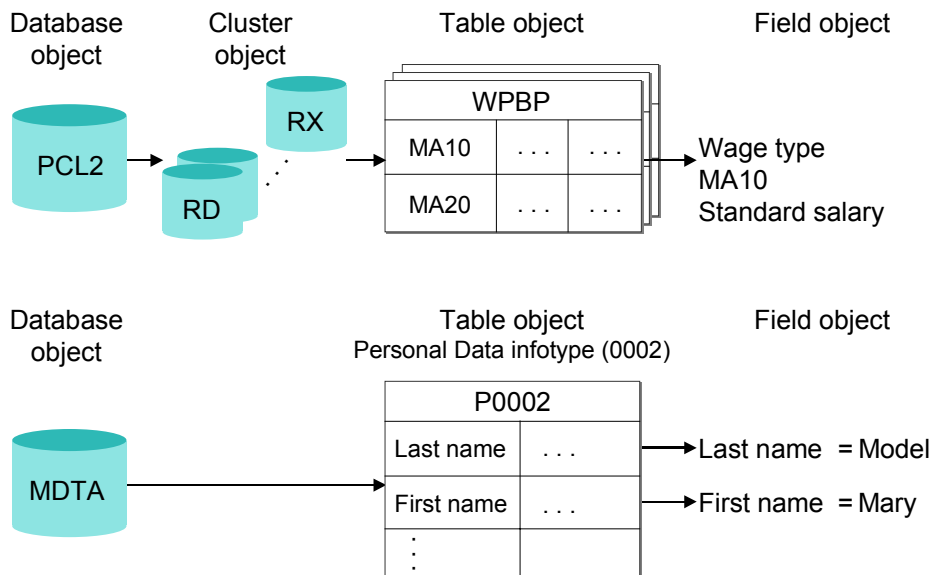 Database object
Cluster object
Table object
Field object
PCL2
RD
RX
WPBP
MA10 . . . . . .
MA20 . . . . . .
Wage type
MA10
Standard salary
Database object
Table object
Personal Data infotype (0002)
Field object
MDTA
P0002
Last name . . .
First name . . .
Last name = Model
First name = Mary